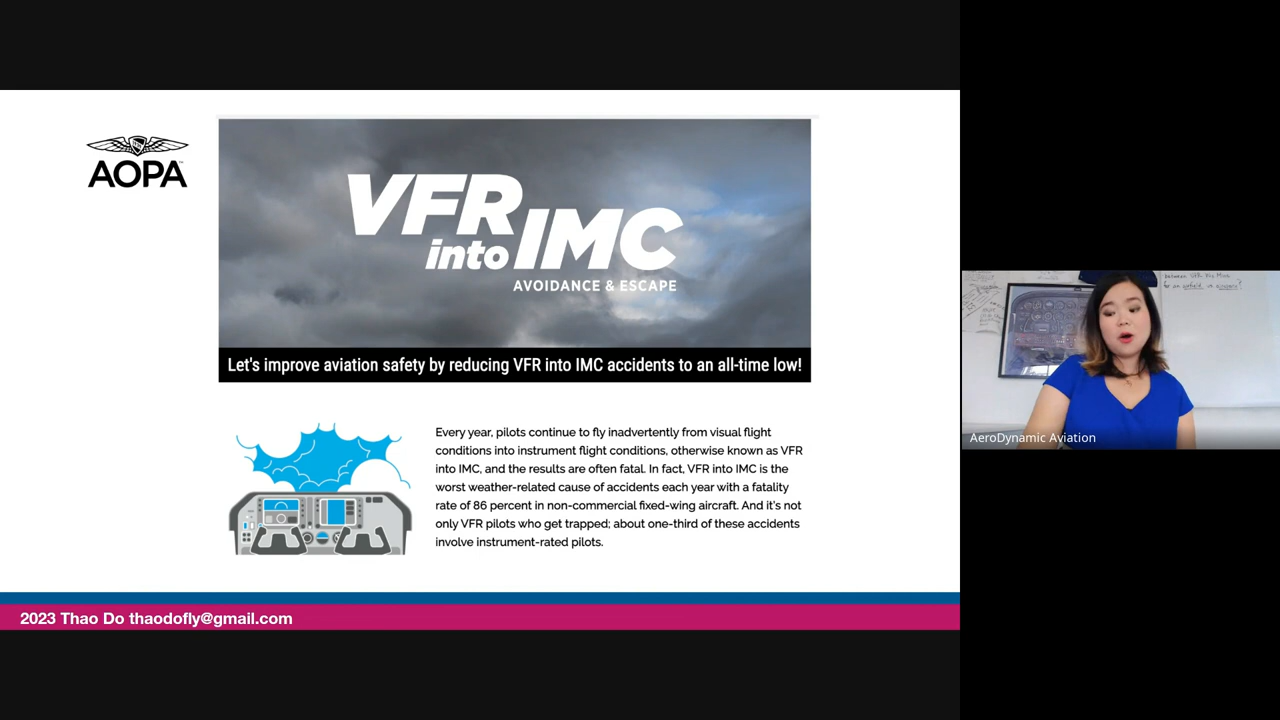 AOPA
VFR
into IMC
AVOIDANCE & ESCAPE
Let's improve aviation safety by reducing VFR into IMC accidents to an all-time low!
Every year, pilots continue to fly inadvertently from visual flight
conditions into instrument flight conditions, otherwise known as VFR
into IMC, and the results are often fatal. In fact, VFR into IMC is the
worst weather-related cause of accidents each year with a fatality
rate of 86 percent in non-commercial fixed-wing aircraft. And it's not
only VFR pilots who get trapped; about one-third of these accidents
involve instrument-rated pilots.
2023 Thao Do thaodofly@gmail.com
between VFR
an airfield vs
AeroDynamic Aviation